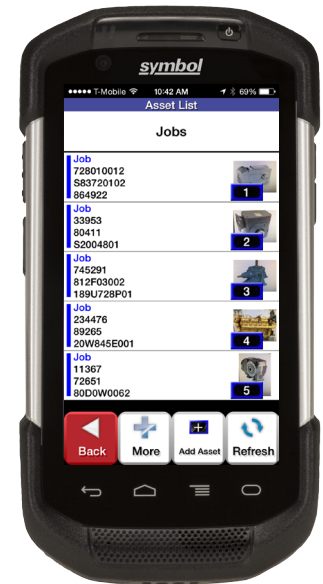 symbol
T-Mobile 10:42 AM 69%
Asset List
Jobs
Job
728010012
S83720102
864922
1
Job
33953
80411
S2004801
2
Job
745291
812F03002
189U728P01
3
Job
234476
89265
20W845E001
4
Job
11367
72651
80D0W0062
5
Back More Add Asset Refresh